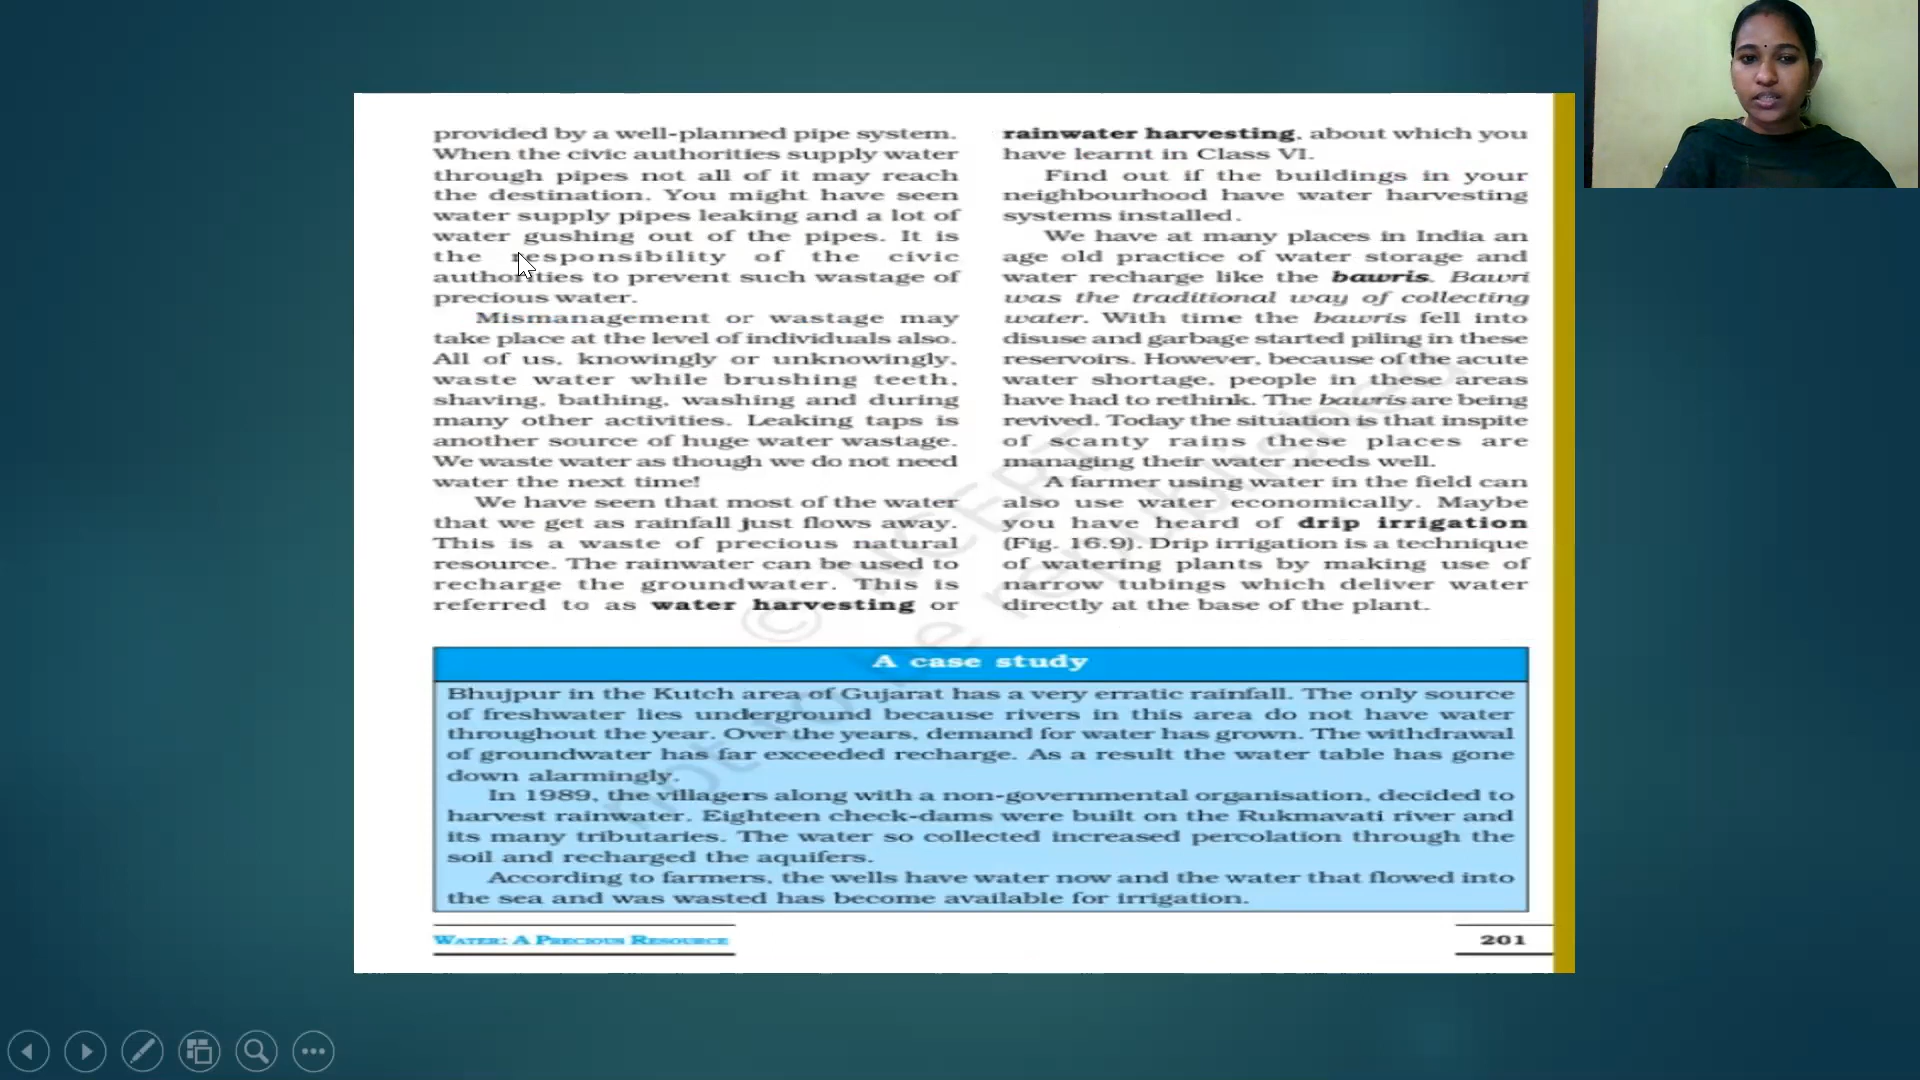 provided by a well-planned pipe system.
When the civic authorities supply water
through pipes not all of it may reach
the destination. You might have seen
water supply pipes leaking and a lot of
water gushing out of the pipes. It is
the responsibility of the civic
authorities to prevent such wastage of
precious water.
Mismanagement or wastage may
take place at the level of individuals also.
All of us, knowingly or unknowingly,
waste water while brushing teeth,
shaving, bathing, washing and during
many other activities. Leaking taps is
another source of huge water wastage.
We waste water as though we do not need
water the next time!
We have seen that most of the water
that we get as rainfall just flows away.
This is a waste of precious natural
resource. The rainwater can be used to
recharge the groundwater. This is
referred to as water harvesting or
rainwater harvesting, about which you
have learnt in Class VI.
Find out if the buildings in your
neighbourhood have water harvesting
systems installed.
We have at many places in India an
age old practice of water storage and
water recharge like the bawris. Bawri
was the traditional way of collecting
water. With time the bawris fell into
disuse and garbage started piling in these
reservoirs. However, because of the acute
water shortage, people in these areas
have had to rethink. The bawris are being
revived. Today the situation is that inspite
of scanty rains these places are
managing their water needs well.
A farmer using water in the field can
also use water economically. Maybe
you have heard of drip irrigation
(Fig. 16.9). Drip irrigation is a technique
of watering plants by making use of
narrow tubings which deliver water
directly at the base of the plant.
A case study
Bhujpur in the Kutch area of Gujarat has a very erratic rainfall. The only source
of freshwater lies underground because rivers in this area do not have water
throughout the year. Over the years, demand for water has grown. The withdrawal
of groundwater has far exceeded recharge. As a result the water table has gone
down alarmingly.
In 1989, the villagers along with a non-governmental organisation, decided to
harvest rainwater. Eighteen check-dams were built on the Rukmavati river and
its many tributaries. The water so collected increased percolation through the
soil and recharged the aquifers.
According to farmers, the wells have water now and the water that flowed into
the sea and was wasted has become available for irrigation.
WATER: A PRECIOUS RESOURCE
201
© NCERT
not to be republished